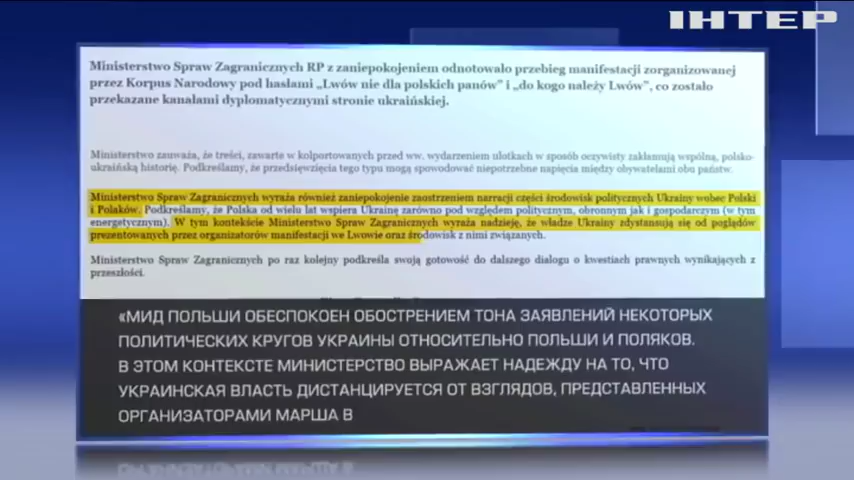 ІНТЕР
Ministerstwo Spraw Zagranicznych RP z zaniepokojeniem odnotowało przebieg manifestacji zorganizowanej
przez Korpus Narodowy pod hasłami „Lwów nie dla polskich panów” i „do kogo należy Lwów”, co zostało
przekazane kanałami dyplomatycznymi stronie ukraińskiej.
Ministerstwo zauważa, że treści, zawarte w kolportowanych przed ww. wydarzeniem ulotkach w sposób oczywisty zakłamują wspólną, polsko-
ukraińską historię. Podkreślamy, że przedsięwzięcia tego typu mogą spowodować niepotrzebne napięcia między obywatelami obu państw.
Ministerstwo Spraw Zagranicznych wyraża również zaniepokojenie zaostrzeniem narracji części środowisk politycznych Ukrainy wobec Polski
i Polaków. Podkreślamy, że Polska od wielu lat wspiera Ukrainę zarówno pod względem politycznym, obronnym jak i gospodarczym (w tym
energetycznym). W tym kontekście Ministerstwo Spraw Zagranicznych wyraża nadzieję, że władze Ukrainy zdystansują się od poglądów
prezentowanych przez organizatorów manifestacji we Lwowie oraz środowisk z nimi związanych.
Ministerstwo Spraw Zagranicznych po raz kolejny podkreśla swoją gotowość do dalszego dialogu o kwestiach prawnych wynikających z
przeszłości.
«МИД ПОЛЬШИ ОБЕСПОКОЕН ОБОСТРЕНИЕМ ТОНА ЗАЯВЛЕНИЙ НЕКОТОРЫХ
ПОЛИТИЧЕСКИХ КРУГОВ УКРАИНЫ ОТНОСИТЕЛЬНО ПОЛЬШИ И ПОЛЯКОВ.
В ЭТОМ КОНТЕКСТЕ МИНИСТЕРСТВО ВЫРАЖАЕТ НАДЕЖДУ НА ТО, ЧТО
УКРАИНСКАЯ ВЛАСТЬ ДИСТАНЦИРУЕТСЯ ОТ ВЗГЛЯДОВ, ПРЕДСТАВЛЕННЫХ
ОРГАНИЗАТОРАМИ МАРША В